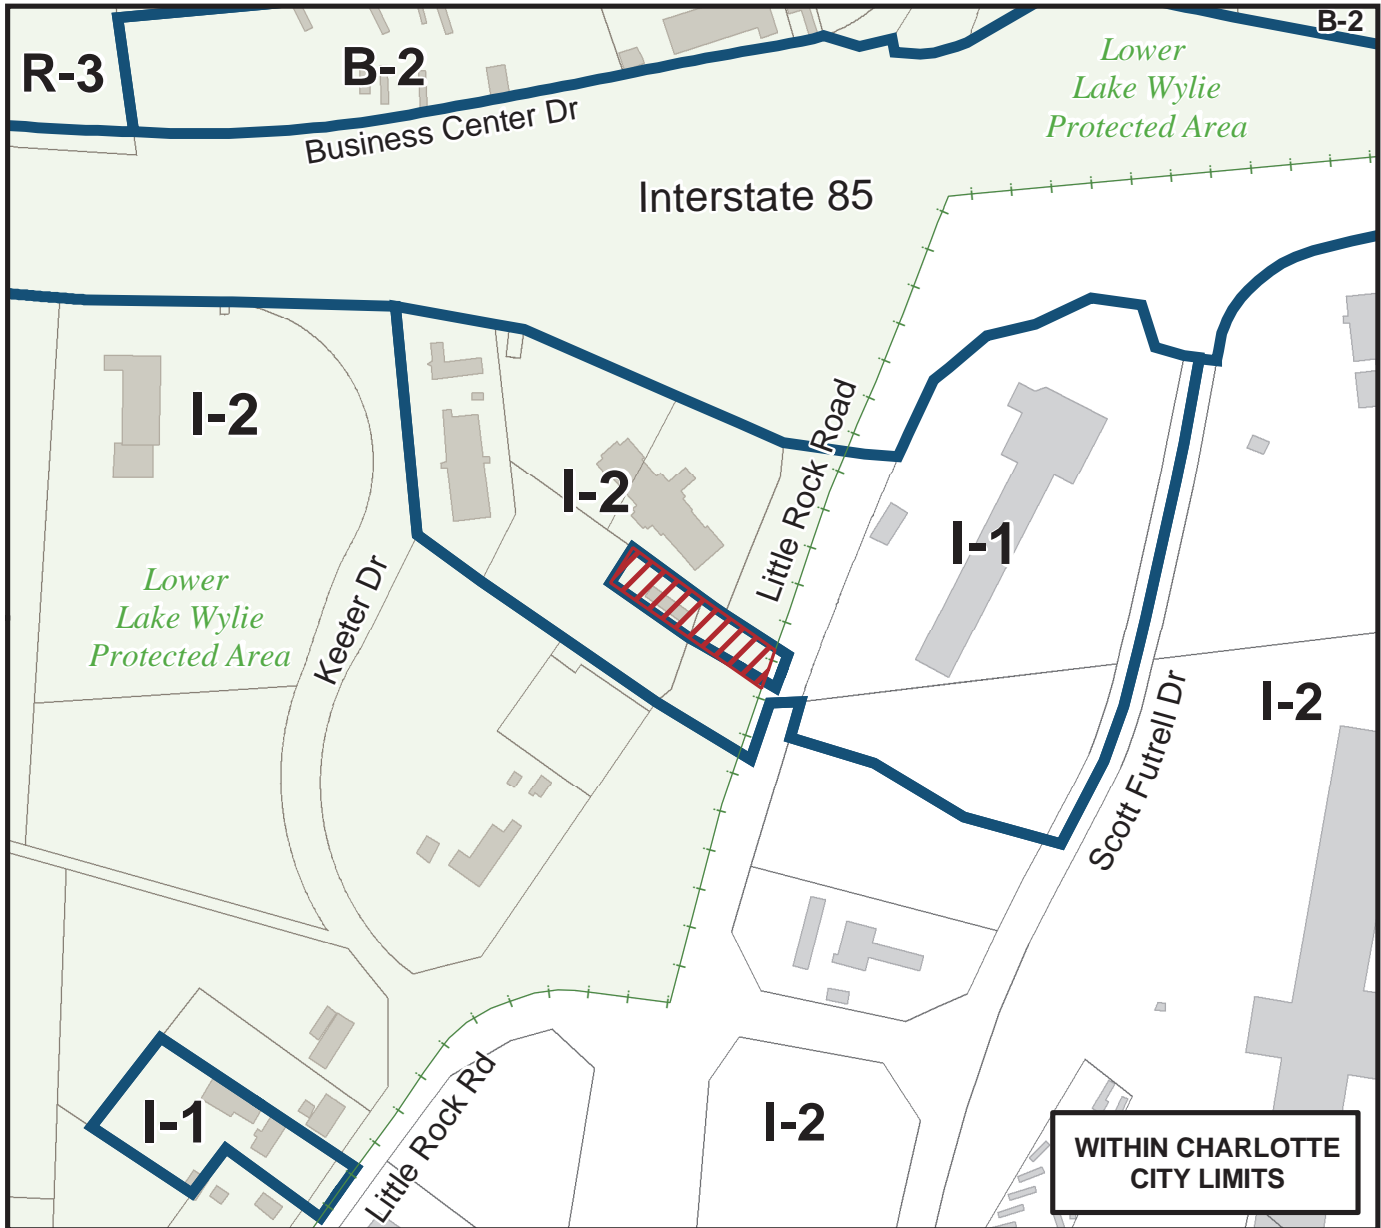 B-2
R-3
B-2
Lower
Lake Wylie
Protected Area
Business Center Dr
Interstate 85
I-2
I-2
Little Rock Road
I-1
Lower
Lake Wylie
Protected Area
Keeter Dr
I-2
Scott Futrell Dr
I-1
Little Rock Rd
I-2
WITHIN CHARLOTTE
CITY LIMITS